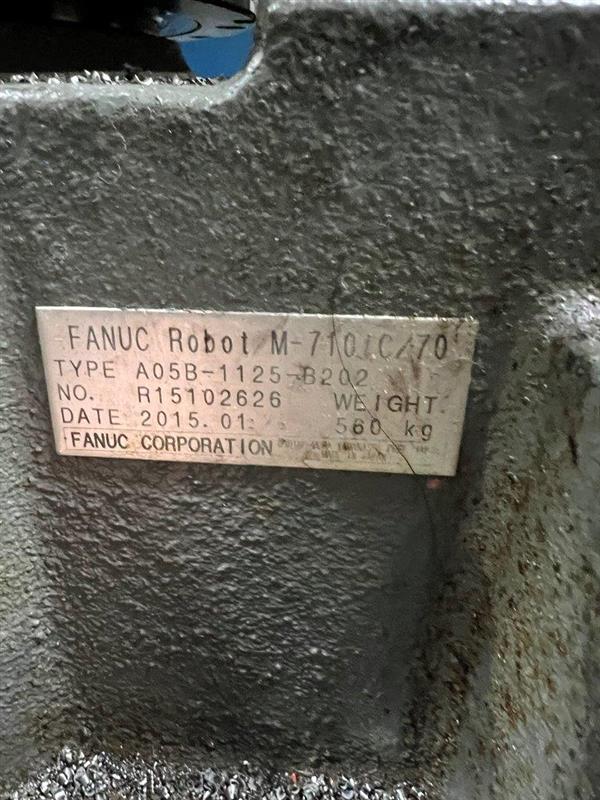 FANUC Robot M-710iC/70
TYPE A05B-1125-B202
NO. R15102626 WEIGHT
DATE 2015.01 560 kg
FANUC CORPORATION